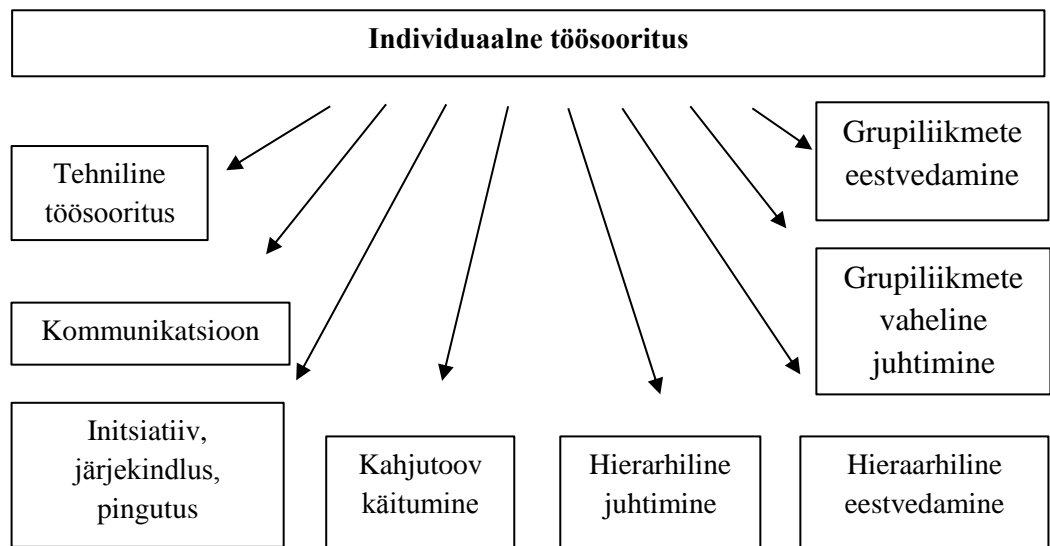 Individuaalne töösooritus
Grupiliikmete
eestvedamine
Tehniline
töösooritus
Grupiliikmete
vaheline
juhtimine
Kommunikatsioon
Initsiatiiv,
järjekindlus,
pingutus
Kahjutoov
käitumine
Hierarhiline
juhtimine
Hieraarhiline
eestvedamine